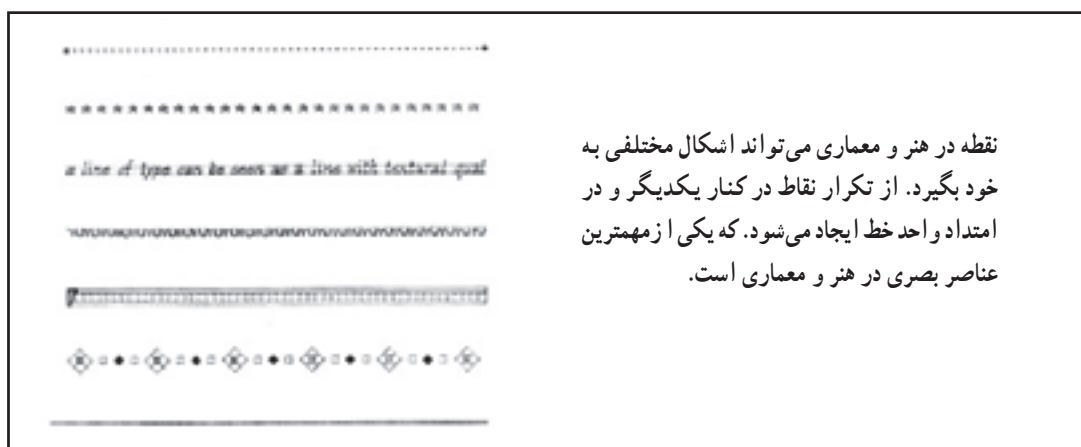 نقطه در هنر و معماری می‌تواند اشکال مختلفی به
خود بگیرد. از تکرار نقاط در کنار یکدیگر و در
امتداد واحد خط ایجاد می‌شود. که یکی از مهمترین
عناصر بصری در هنر و معماری است.
a line of type can be seen as a line with textural qual